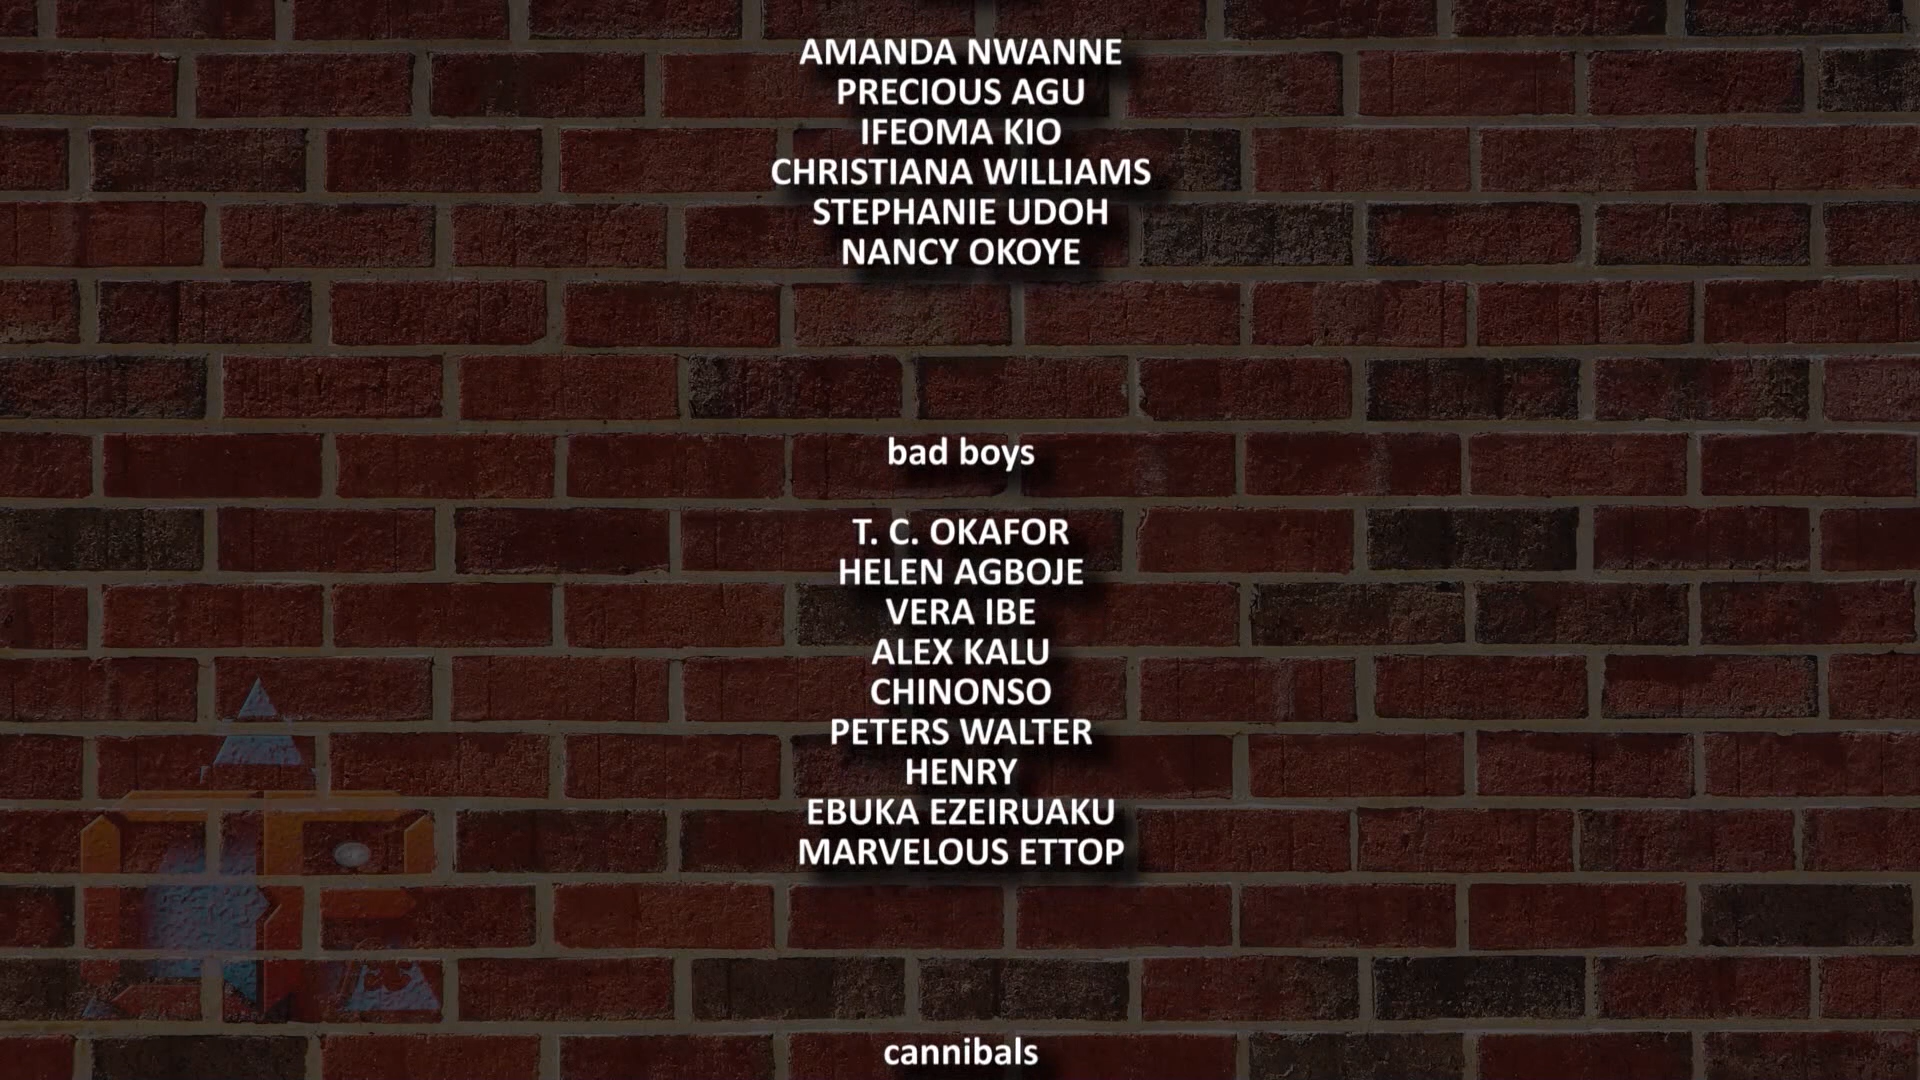 AMANDA NWANNE
PRECIOUS AGU
IFEOMA KIO
CHRISTIANA WILLIAMS
STEPHANIE UDOH
NANCY OKOYE
bad boys
T. C. OKAFOR
HELEN AGBOJE
VERA IBE
ALEX KALU
CHINONSO
PETERS WALTER
HENRY
EBUKA EZEIRUAKU
MARVELOUS ETTOP
cannibals